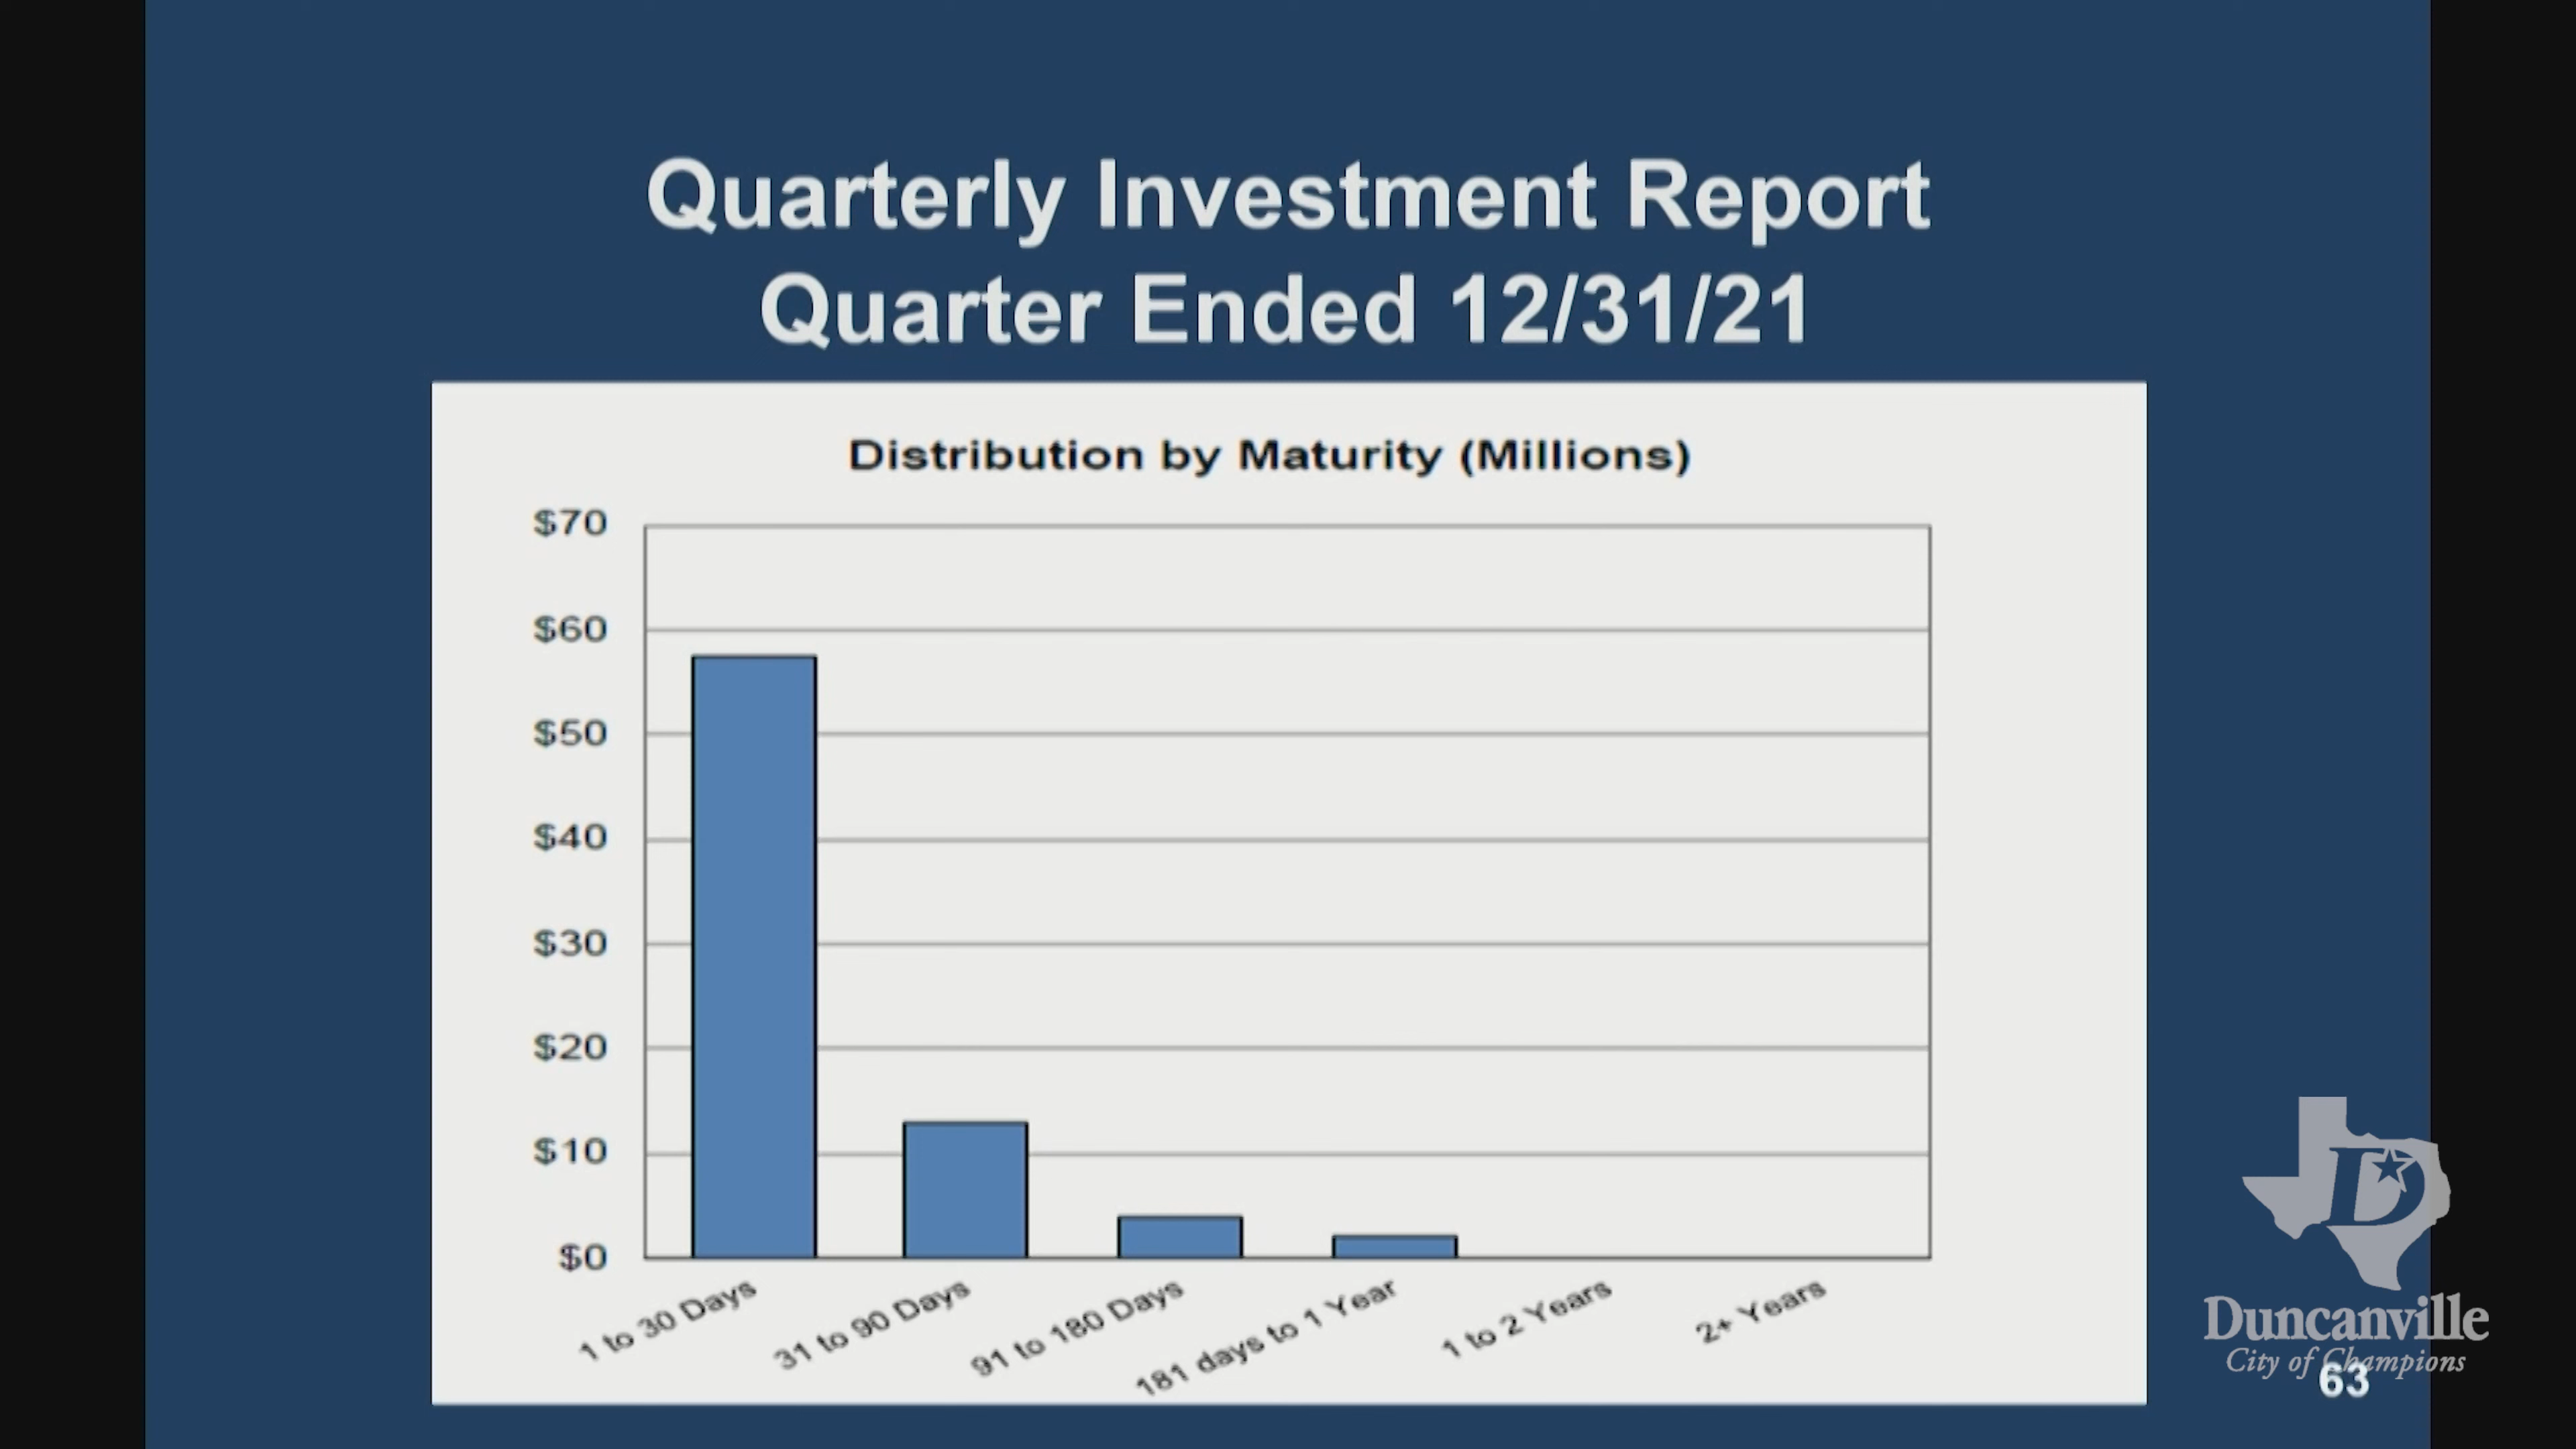 Quarterly Investment Report
Quarter Ended 12/31/21
Distribution by Maturity (Millions)
$70
$60
$50
$40
$30
$20
$10
$0
1 to 30 Days
31 to 90 Days
91 to 180 Days
181 days to 1 Year
1 to 2 Years
2+ Years
D
Duncanville
City of Champions
63